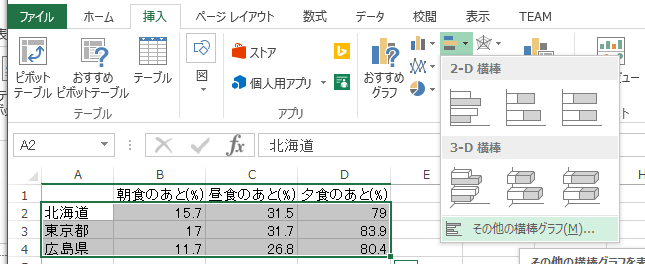 ファイル ホーム 挿入 ページ レイアウト 数式 データ 校閲 表示 TEAM
ピボット
テーブル
おすすめ
ピボットテーブル
テーブル
テーブル
図
ストア
個人用アプリ
アプリ
おすすめ
グラフ
2-D 横棒
3-D 横棒
その他の横棒グラフ(M)...
その他の横棒グラフを表
A2 fx 北海道
A B C D E H
1 朝食のあと(%) 昼食のあと(%) 夕食のあと(%)
2 北海道 15.7 31.5 79
3 東京都 17 31.7 83.9
4 広島県 11.7 26.8 80.4